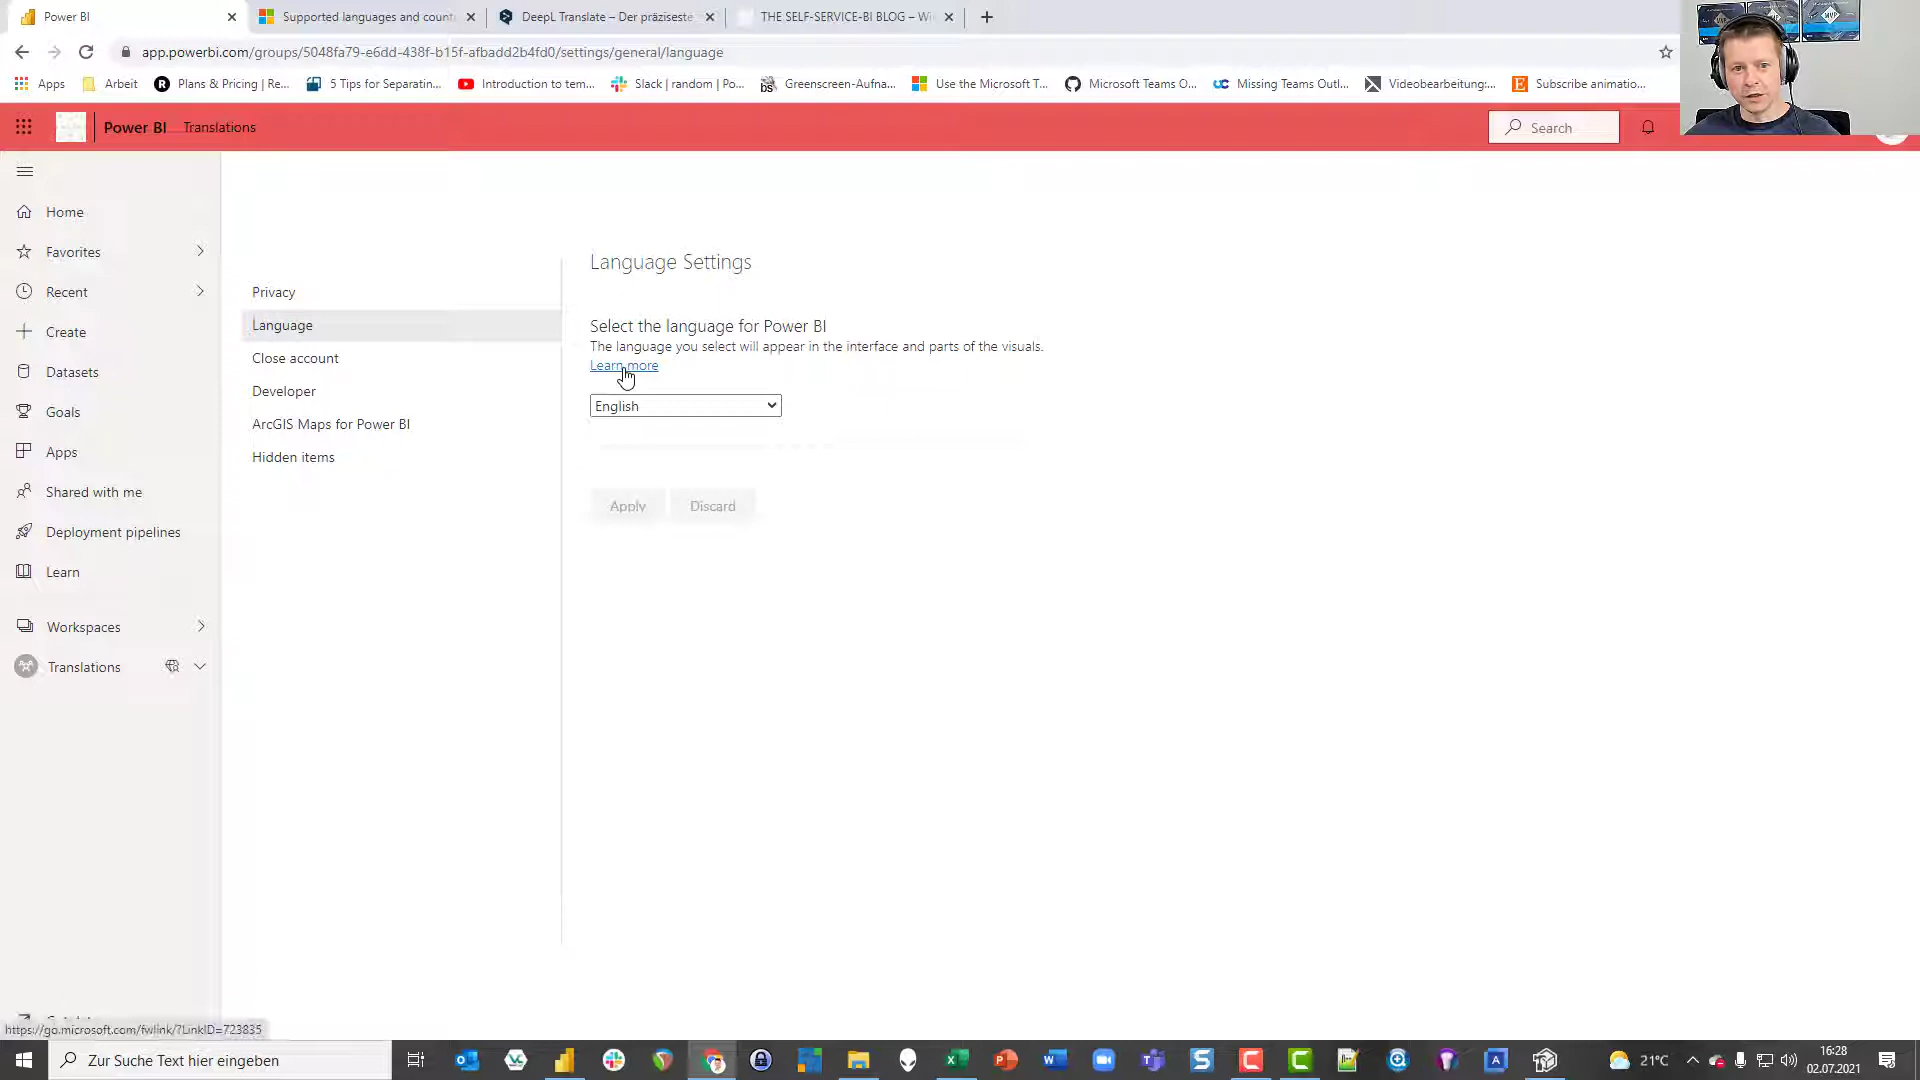 Power BI
Supported languages and count
DeepL Translate – Der präziseste
THE SELF-SERVICE-BI BLOG – Wi
app.powerbi.com/groups/5048fa79-e6dd-438f-b15f-afbadd2b4fd0/settings/general/language
Apps
Arbeit
Plans & Pricing | Re...
5 Tips for Separatin...
Introduction to tem...
Slack | random | Po...
Greenscreen-Aufna...
Use the Microsoft T...
Microsoft Teams O...
Missing Teams Outl...
Videobearbeitung:...
Subscribe animatio...
Power BI
Translations
Search
Home
Favorites
Recent
Create
Datasets
Goals
Apps
Shared with me
Deployment pipelines
Learn
Workspaces
Translations
Privacy
Language
Close account
Developer
ArcGIS Maps for Power BI
Hidden items
Language Settings
Select the language for Power BI
The language you select will appear in the interface and parts of the visuals.
Learn more
English
Apply
Discard
https://go.microsoft.com/fwlink/?LinkID=723835
Zur Suche Text hier eingeben
21°C
16:28
02.07.2021